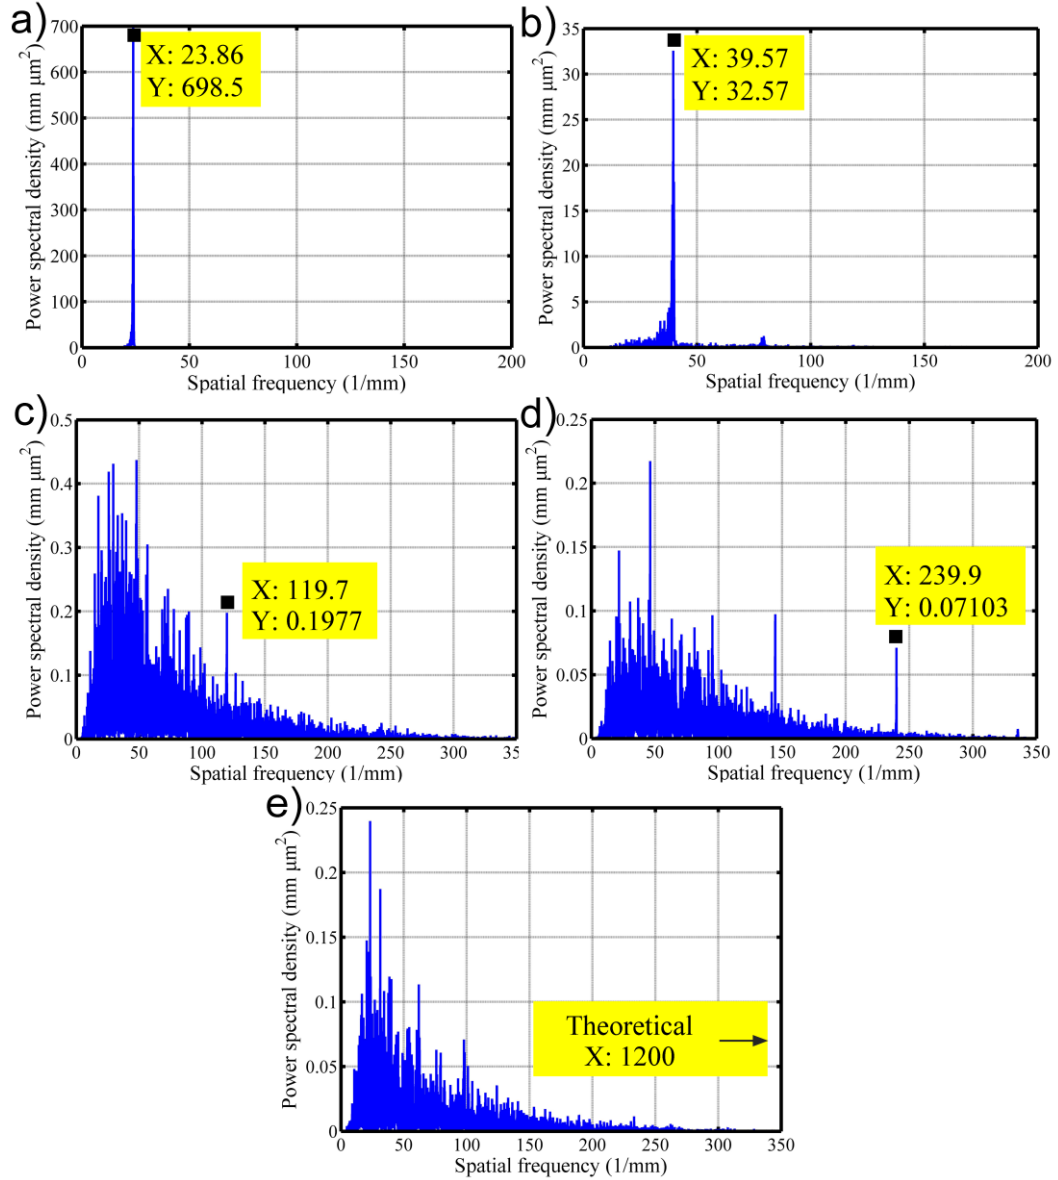 a)
Power spectral density (mm μm²)
700
600
500
400
300
200
100
0
X: 23.86
Y: 698.5
0 50 100 150 200
Spatial frequency (1/mm)
b)
Power spectral density (mm μm²)
35
30
25
20
15
10
5
0
X: 39.57
Y: 32.57
0 50 100 150 200
Spatial frequency (1/mm)
c)
Power spectral density (mm μm²)
0.5
0.4
0.3
0.2
0.1
0
X: 119.7
Y: 0.1977
0 50 100 150 200 250 300 35
Spatial frequency (1/mm)
d)
Power spectral density (mm μm²)
0.25
0.2
0.15
0.1
0.05
0
X: 239.9
Y: 0.07103
0 50 100 150 200 250 300 350
Spatial frequency (1/mm)
e)
Power spectral density (mm μm²)
0.25
0.2
0.15
0.1
0.05
0
Theoretical
X: 1200
0 50 100 150 200 250 300 350
Spatial frequency (1/mm)